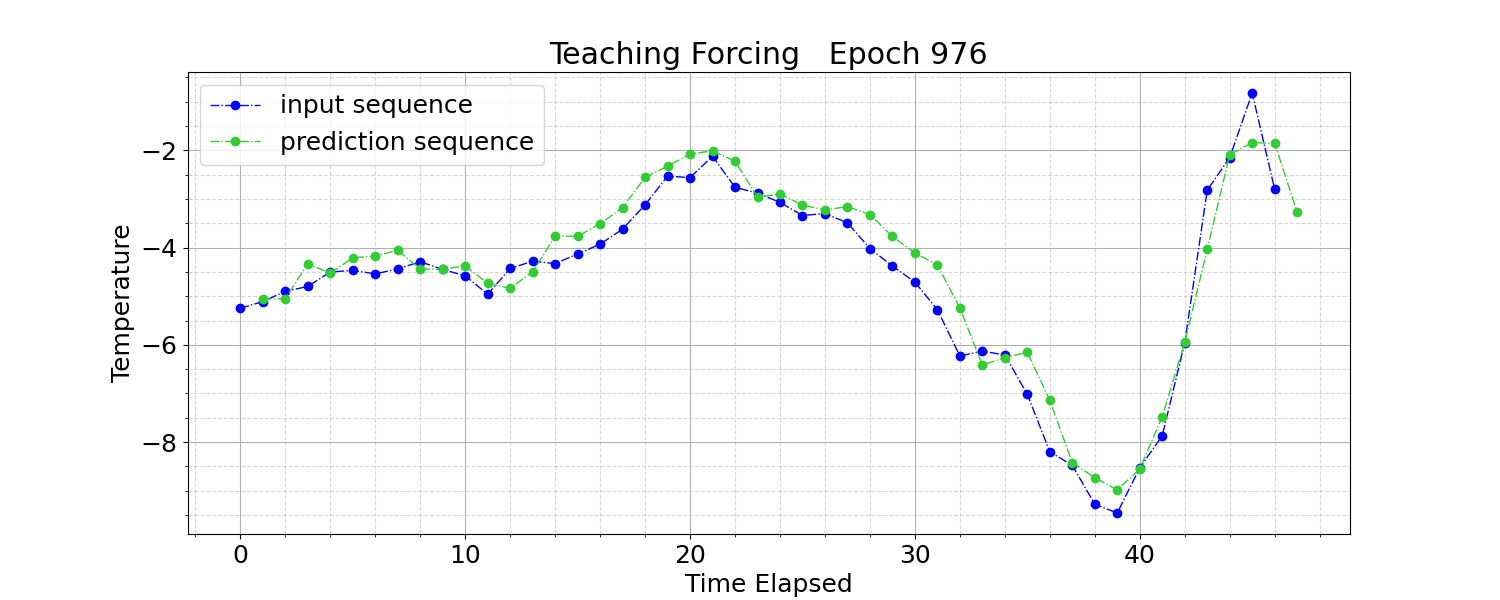 Teaching Forcing   Epoch 976
input sequence
prediction sequence
Temperature
−2
−4
−6
−8
0 10 20 30 40
Time Elapsed